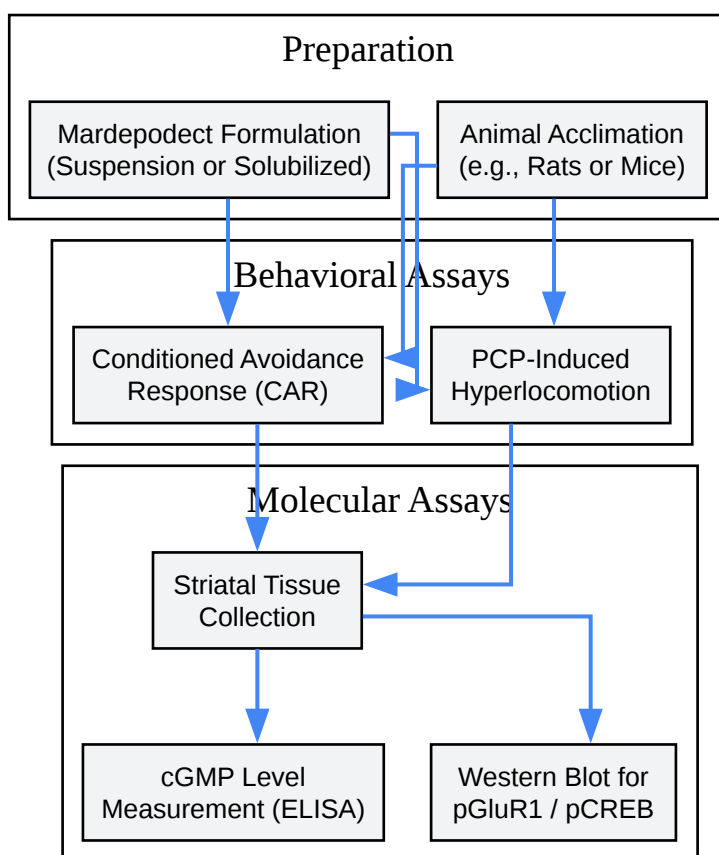 Preparation
Mardepodect Formulation
(Suspension or Solubilized)
Animal Acclimation
(e.g., Rats or Mice)
Behavioral Assays
Conditioned Avoidance
Response (CAR)
PCP-Induced
Hyperlocomotion
Molecular Assays
Striatal Tissue
Collection
cGMP Level
Measurement (ELISA)
Western Blot for
pGluR1 / pCREB